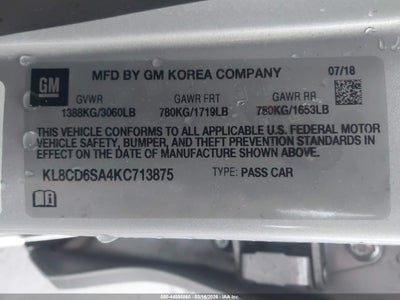 GM
MFD BY GM KOREA COMPANY
07/18
GVWR GAWR FRT GAWR RR
1388KG/3060LB 780KG/1719LB 750KG/1653LB
THIS VEHICLE CONFORMS TO ALL APPLICABLE U.S. FEDERAL MOTOR
VEHICLE SAFETY, BUMPER, AND THEFT PREVENTION STANDARDS IN
EFFECT ON THE DATE OF MANUFACTURE SHOWN ABOVE.
KL8CD6SA4KC713875 TYPE: PASS CAR